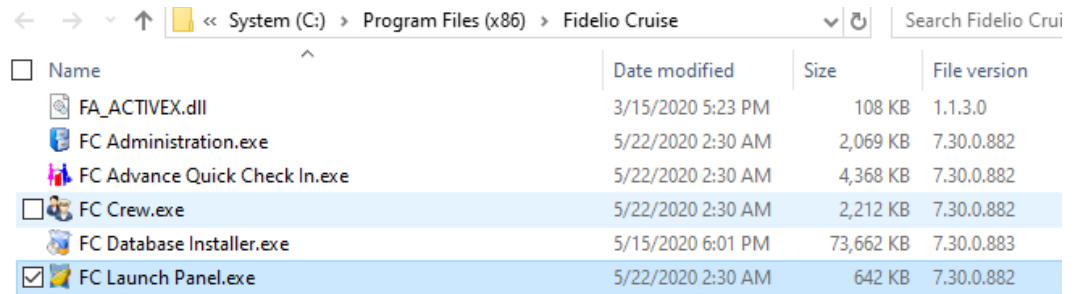 « System (C:) > Program Files (x86) > Fidelio Cruise Search Fidelio Crui
Name Date modified Size File version
FA_ACTIVEX.dll 3/15/2020 5:23 PM 108 KB 1.1.3.0
FC Administration.exe 5/22/2020 2:30 AM 2,069 KB 7.30.0.882
FC Advance Quick Check In.exe 5/22/2020 2:30 AM 4,368 KB 7.30.0.882
FC Crew.exe 5/22/2020 2:30 AM 2,212 KB 7.30.0.882
FC Database Installer.exe 5/15/2020 6:01 PM 73,662 KB 7.30.0.883
FC Launch Panel.exe 5/22/2020 2:30 AM 642 KB 7.30.0.882